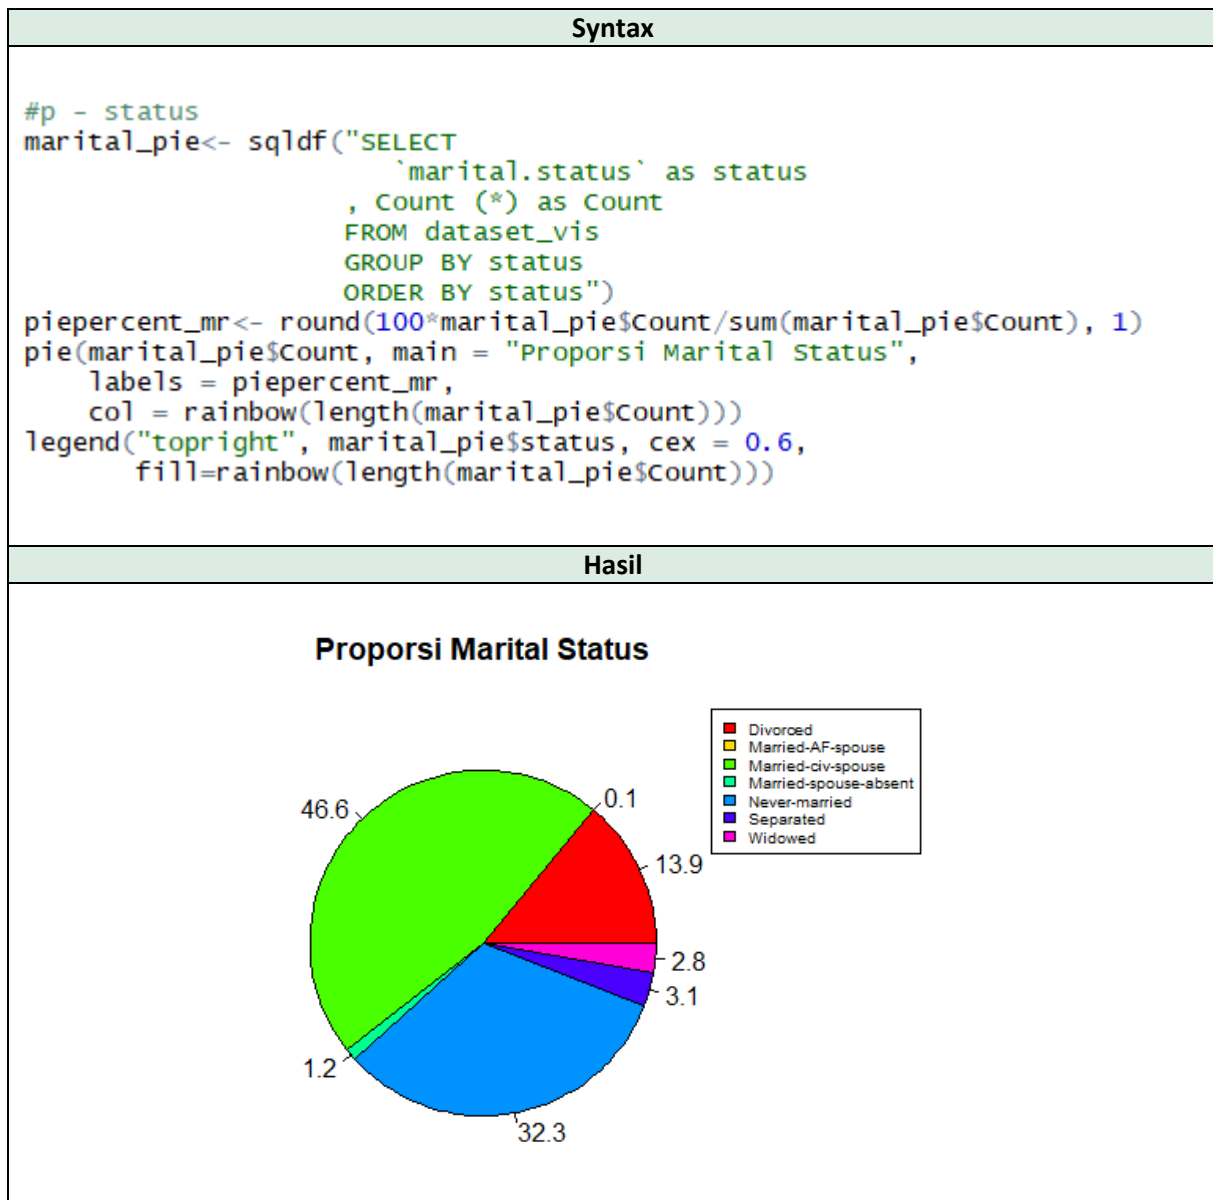 Syntax
#p - status
marital_pie<- sqldf("SELECT
`marital.status` as status
, Count (*) as Count
FROM dataset_vis
GROUP BY status
ORDER BY status")
piepercent_mr<- round(100*marital_pie$Count/sum(marital_pie$Count), 1)
pie(marital_pie$Count, main = "Proporsi Marital Status",
labels = piepercent_mr,
col = rainbow(length(marital_pie$Count)))
legend("topright", marital_pie$status, cex = 0.6,
fill=rainbow(length(marital_pie$Count)))
Hasil
Proporsi Marital Status
Divorced
Married-AF-spouse
Married-civ-spouse
Married-spouse-absent
Never-married
Separated
Widowed
46.6
0.1
13.9
2.8
3.1
1.2
32.3